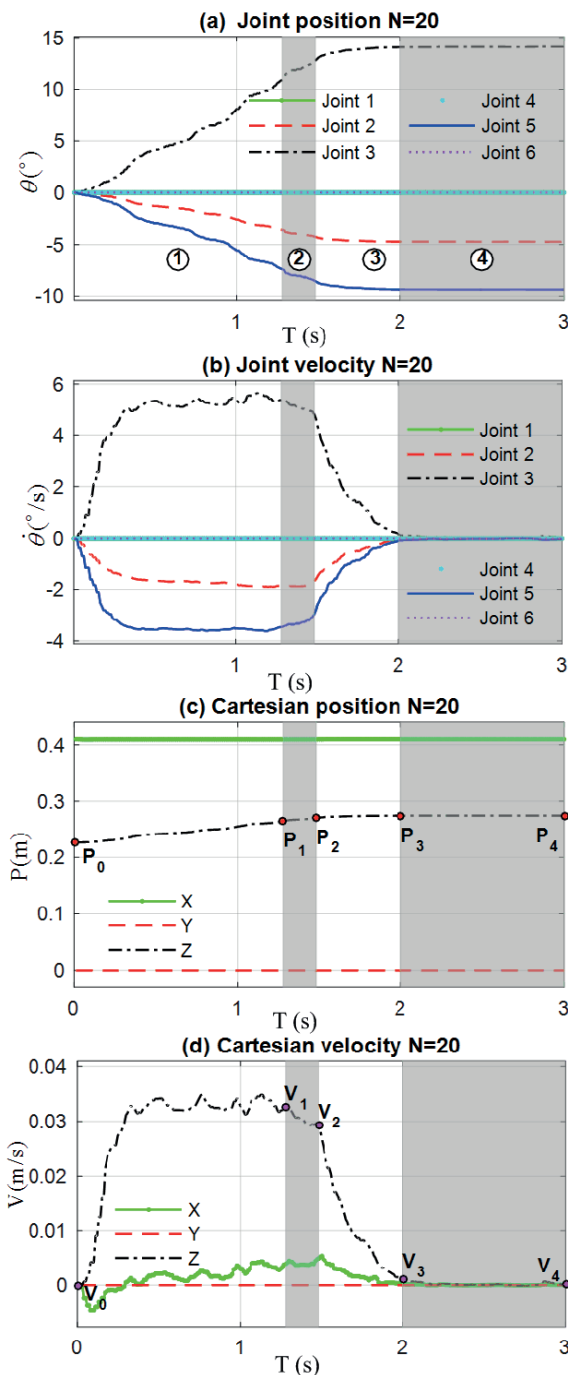 (a) Joint position N=20
15
10
5
0
-5
-10
θ(°)
Joint 1
Joint 2
Joint 3
Joint 4
Joint 5
Joint 6
① ② ③ ④
1 2 3
T (s)
(b) Joint velocity N=20
6
4
2
0
-2
-4
θ̇(°/s)
Joint 1
Joint 2
Joint 3
Joint 4
Joint 5
Joint 6
0 1 2 3
T (s)
(c) Cartesian position N=20
0.4
0.3
0.2
0.1
0
P(m)
P0 P1 P2 P3 P4
X
Y
Z
0 1 2 3
T (s)
(d) Cartesian velocity N=20
0.04
0.03
0.02
0.01
0
V(m/s)
V0 V1 V2 V3 V4
X
Y
Z
0 1 2 3
T (s)